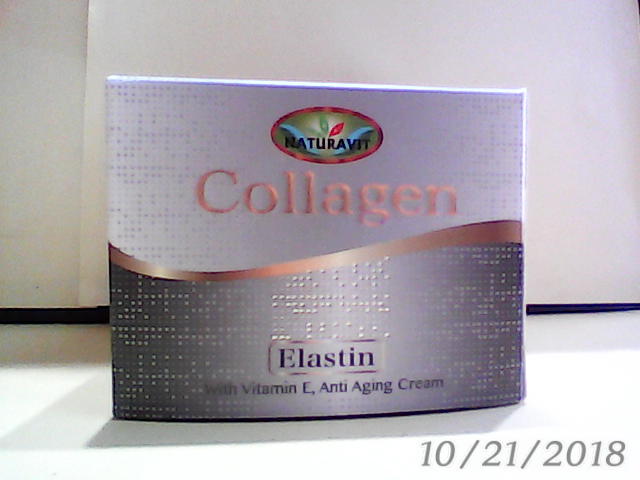 NATURAVIT
Collagen
Elastin
With Vitamin E, Anti Aging Cream
10/21/2018